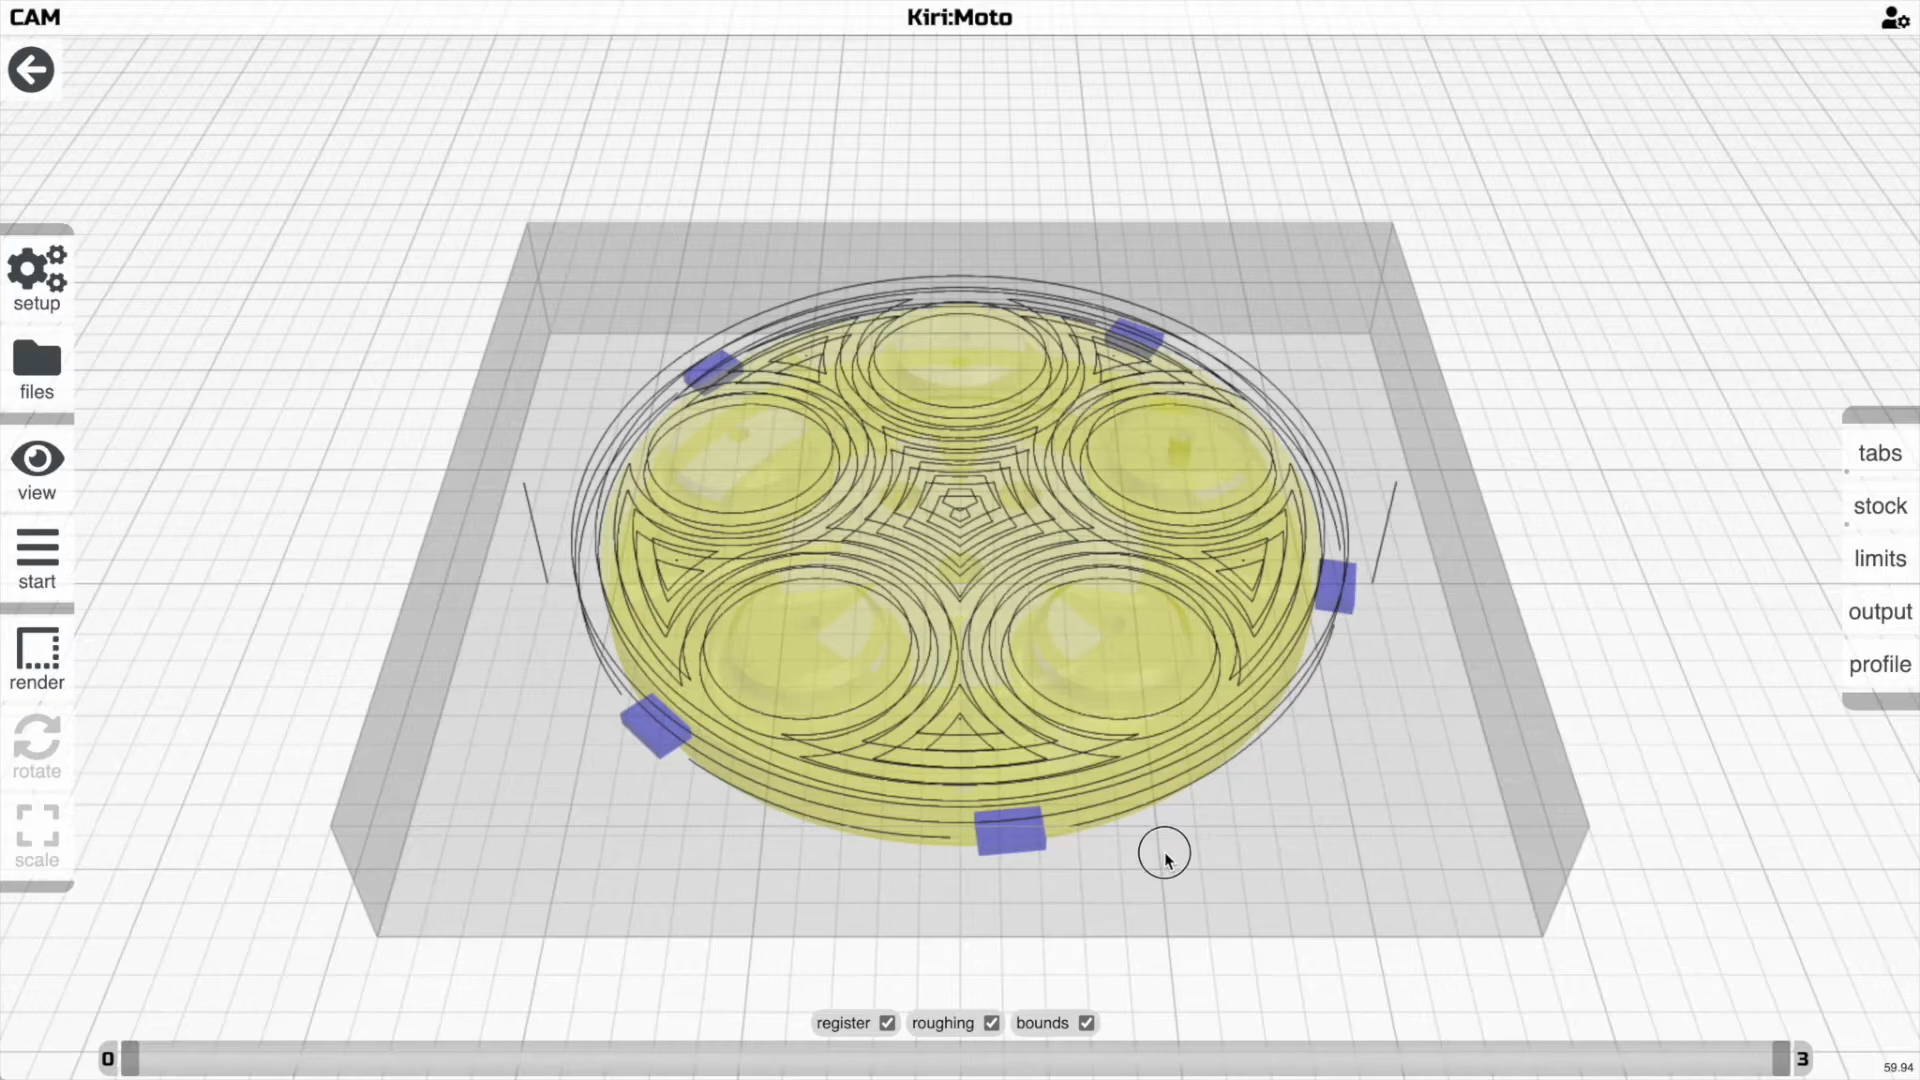 CAM
Kiri:Moto
setup
files
view
start
render
rotate
scale
tabs
stock
limits
output
profile
register
roughing
bounds
0
3
59.94